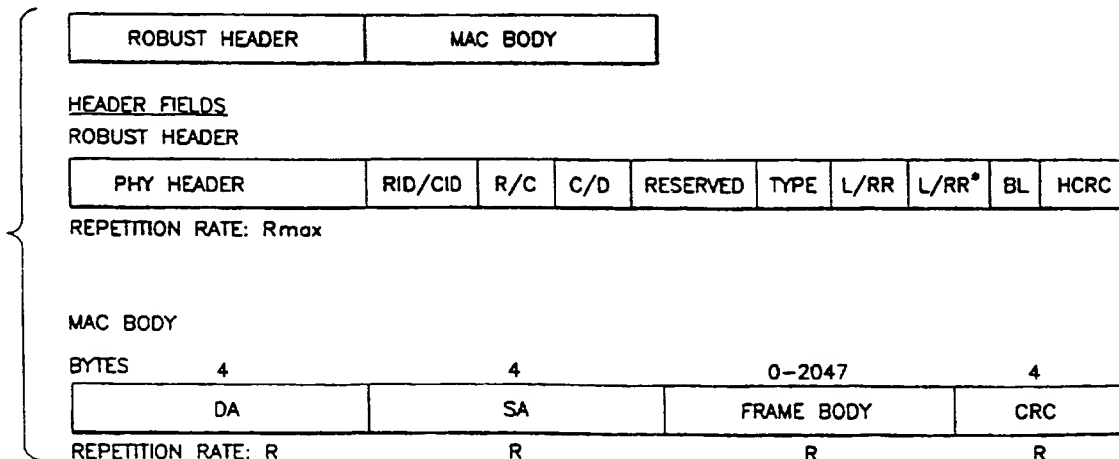 ROBUST HEADER MAC BODY
HEADER FIELDS
ROBUST HEADER
PHY HEADER RID/CID R/C C/D RESERVED TYPE L/RR L/RR* BL HCRC
REPETITION RATE: Rmax
MAC BODY
BYTES 4 4 0-2047 4
DA SA FRAME BODY CRC
REPETITION RATE: R R R R